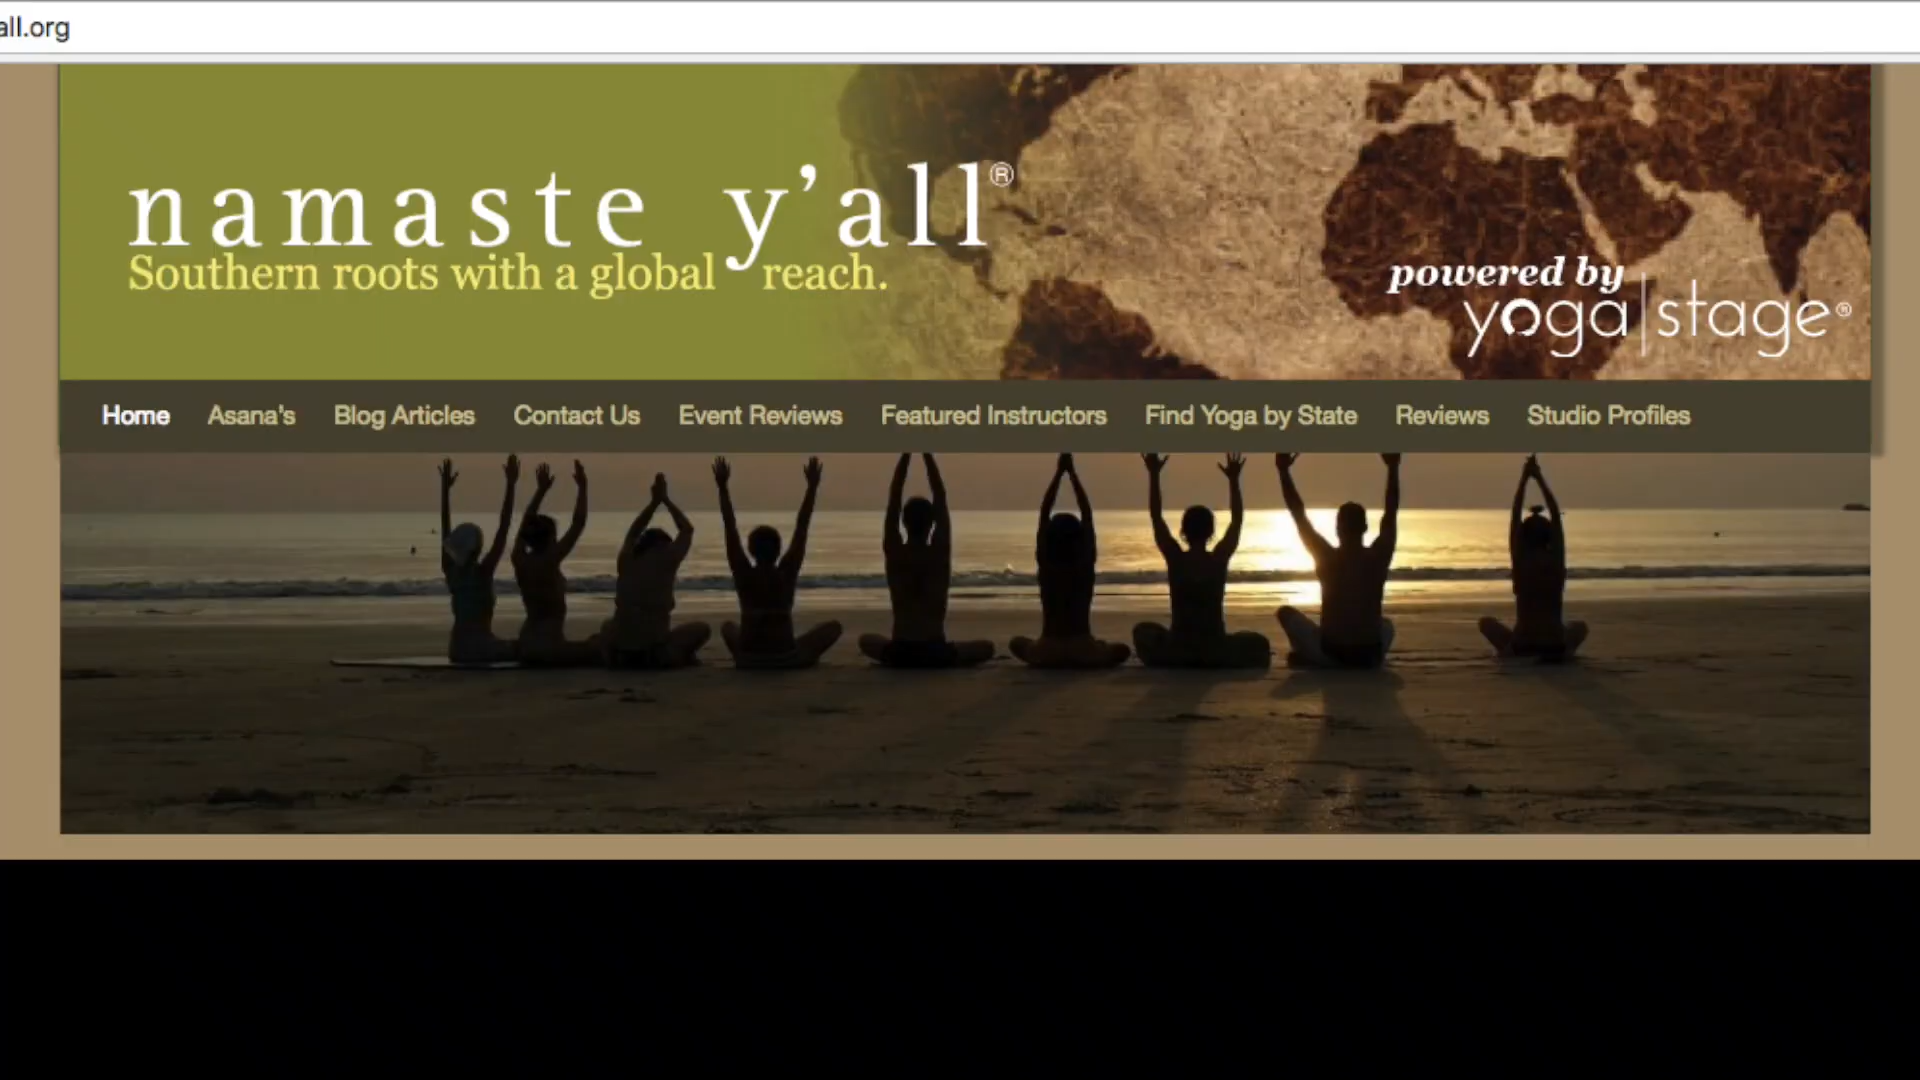 all.org
namaste y’all®
Southern roots with a global reach.
powered by
yoga|stage®
Home Asana's Blog Articles Contact Us Event Reviews Featured Instructors Find Yoga by State Reviews Studio Profiles